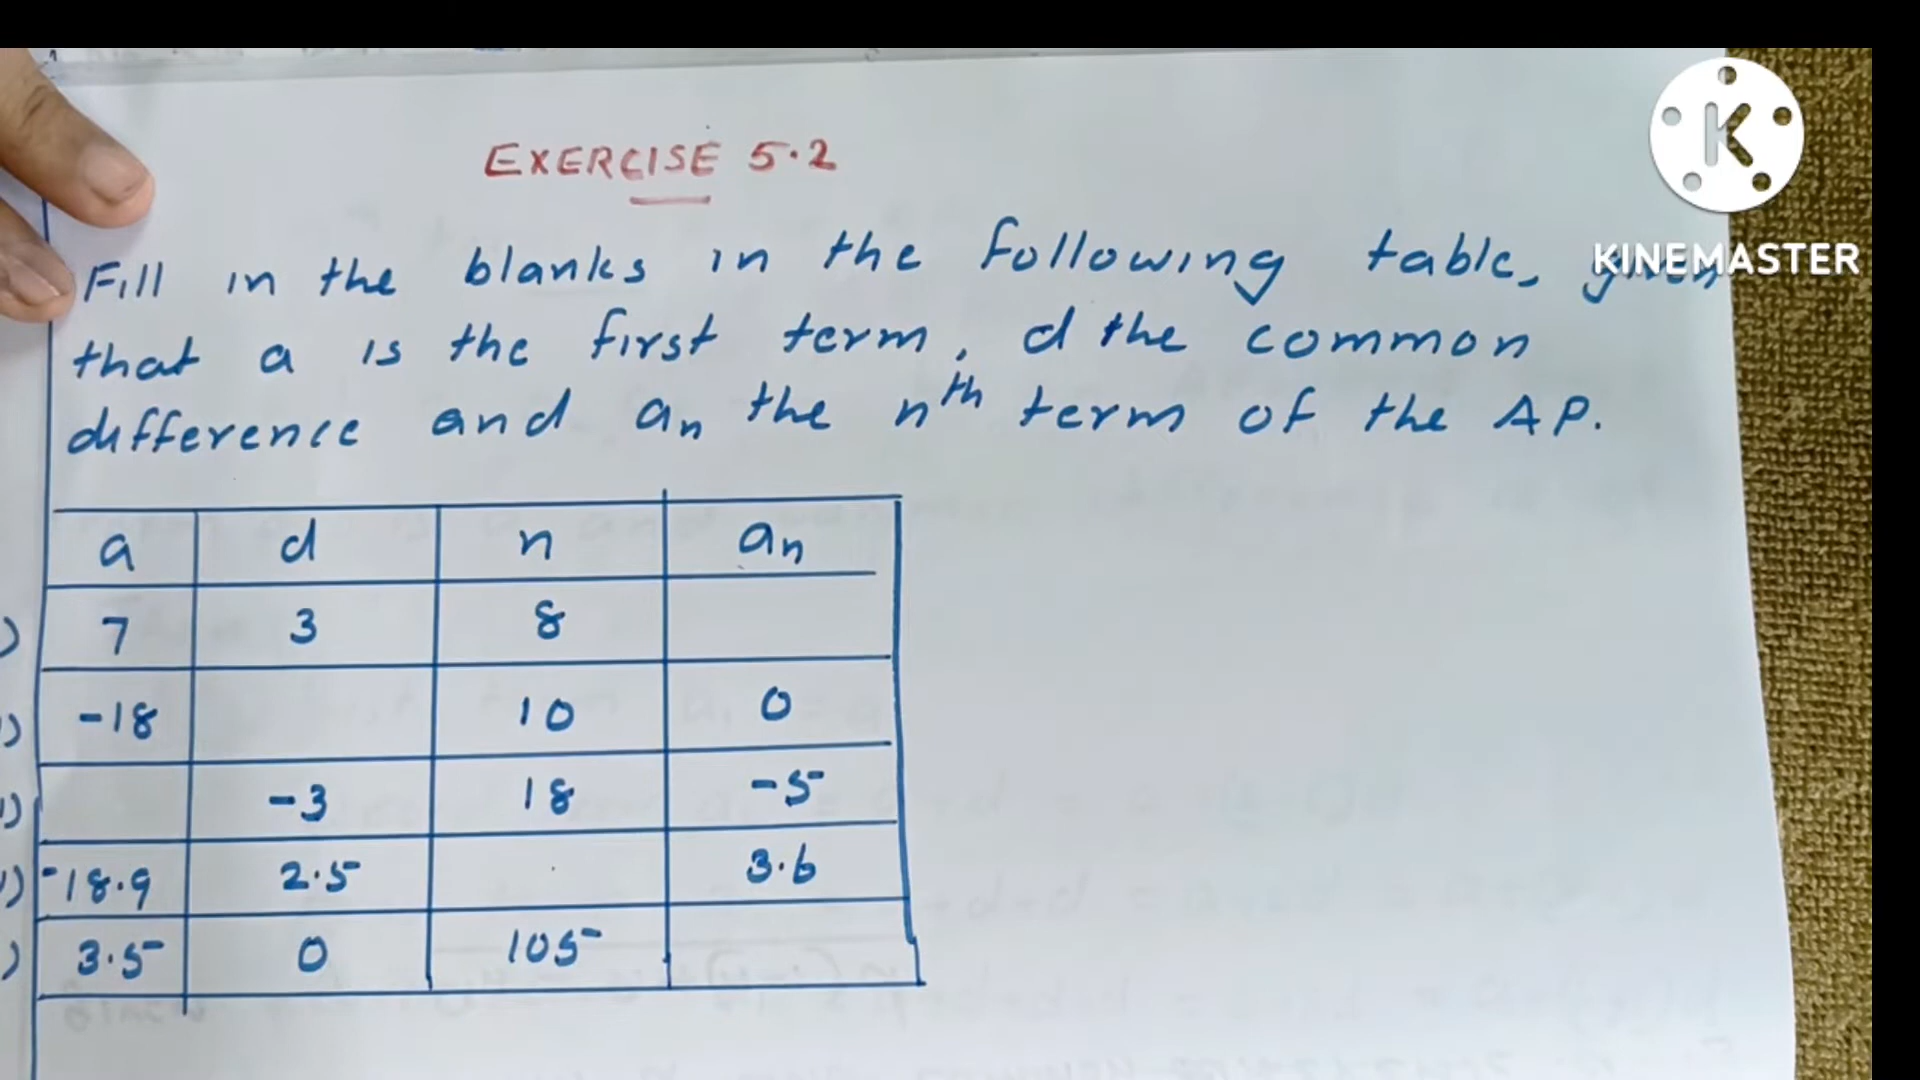 EXERCISE 5.2
Fill in the blanks in the following table, given
KINEMASTER
that a is the first term, d the common
difference and an the nth term of the AP.
a d n an
) 7 3 8
) -18 10 0
) -3 18 -5
) -18.9 2.5 3.6
) 3.5 0 105